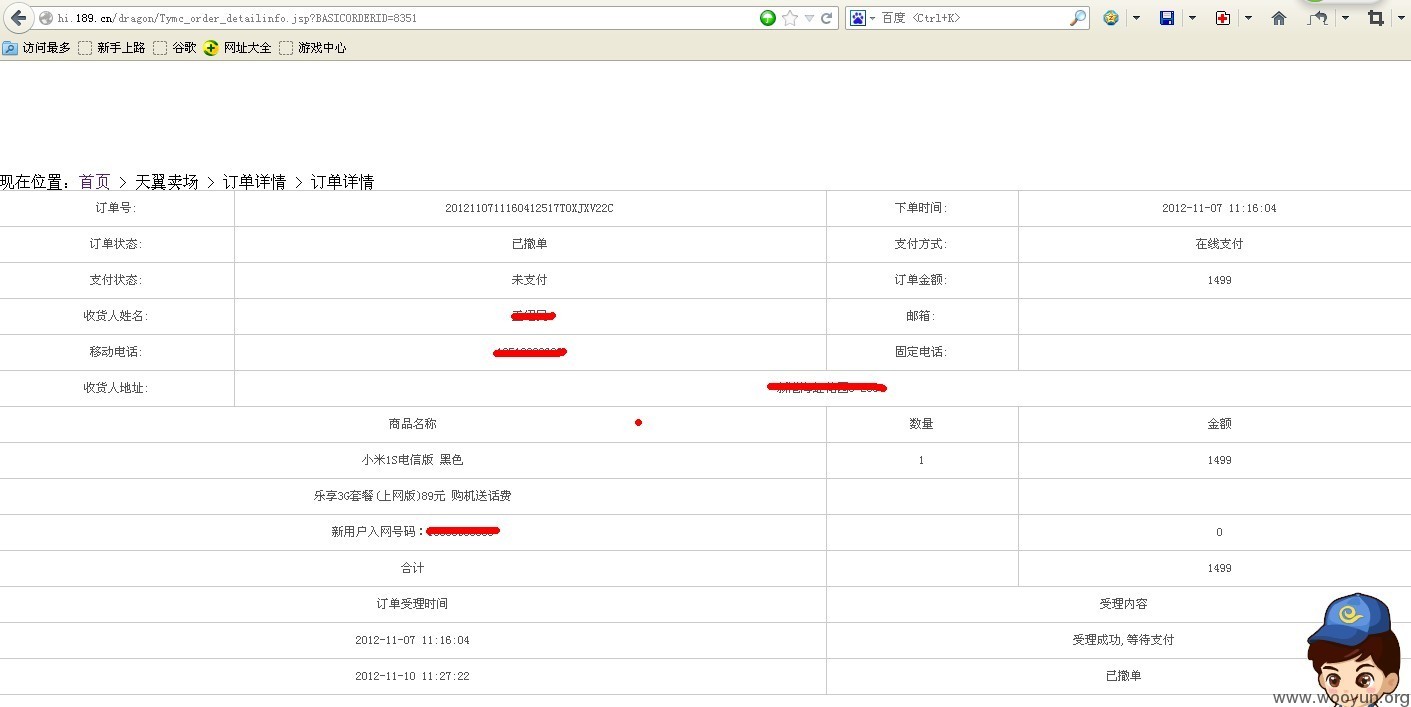 hi.189.cn/dragon/Tymc_order_detailinfo.jsp?BASICORDERID=8351
百度 <Ctrl+K>
访问最多 新手上路 谷歌 网址大全 游戏中心
现在位置: 首页 > 天翼卖场 > 订单详情 > 订单详情
订单号: 20121107111160412517TOXJXV22C 下单时间: 2012-11-07 11:16:04
订单状态: 已撤单 支付方式: 在线支付
支付状态: 未支付 订单金额: 1499
收货人姓名: 邮箱:
移动电话: 固定电话:
收货人地址:
商品名称 数量 金额
小米1S电信版 黑色 1 1499
乐享3G套餐(上网版)89元 购机送话费
新用户入网号码: 0
合计 1499
订单受理时间 受理内容
2012-11-07 11:16:04 受理成功,等待支付
2012-11-10 11:27:22 已撤单
www.wooyun.org